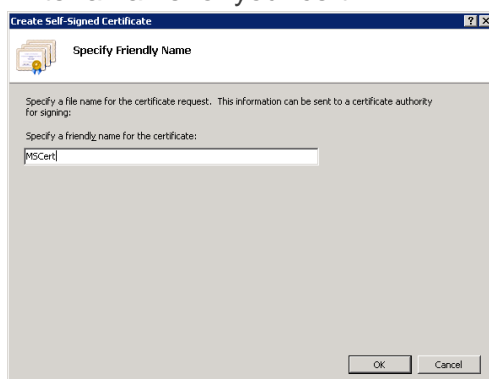 Create Self-Signed Certificate
Specify Friendly Name
Specify a file name for the certificate request. This information can be sent to a certificate authority
for signing:
Specify a friendly name for the certificate:
MSCert
OK
Cancel